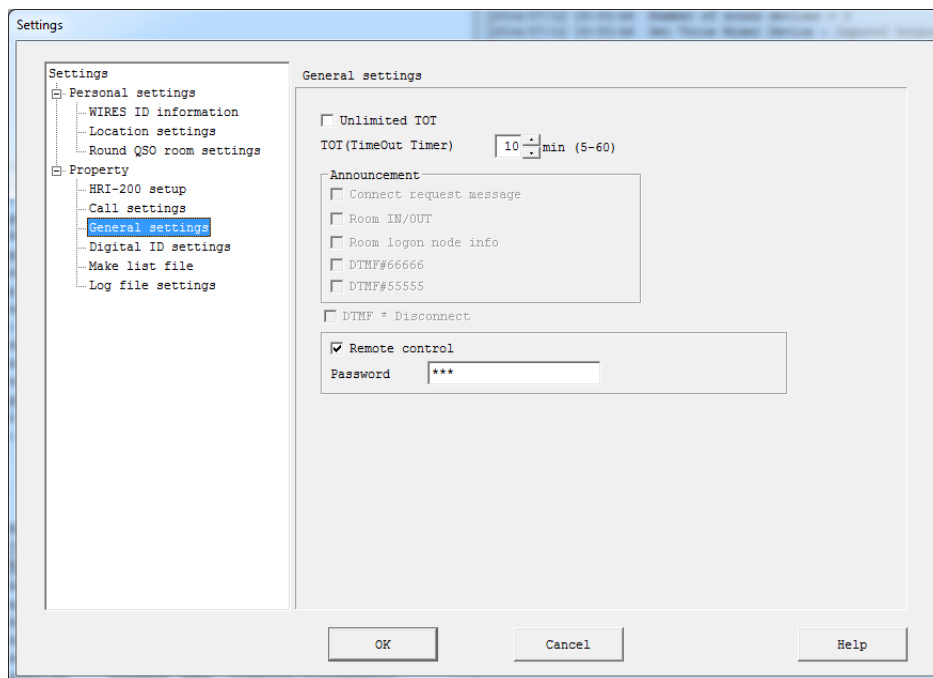 Settings
Settings
Personal settings
WIRES ID information
Location settings
Round QSO room settings
Property
HRI-200 setup
Call settings
General settings
Digital ID settings
Make list file
Log file settings
General settings
Unlimited TOT
TOT(TimeOut Timer) 10 min (5-60)
Announcement
Connect request message
Room IN/OUT
Room logon node info
DTMF#66666
DTMF#55555
DTMF * Disconnect
Remote control
Password ***
OK Cancel Help